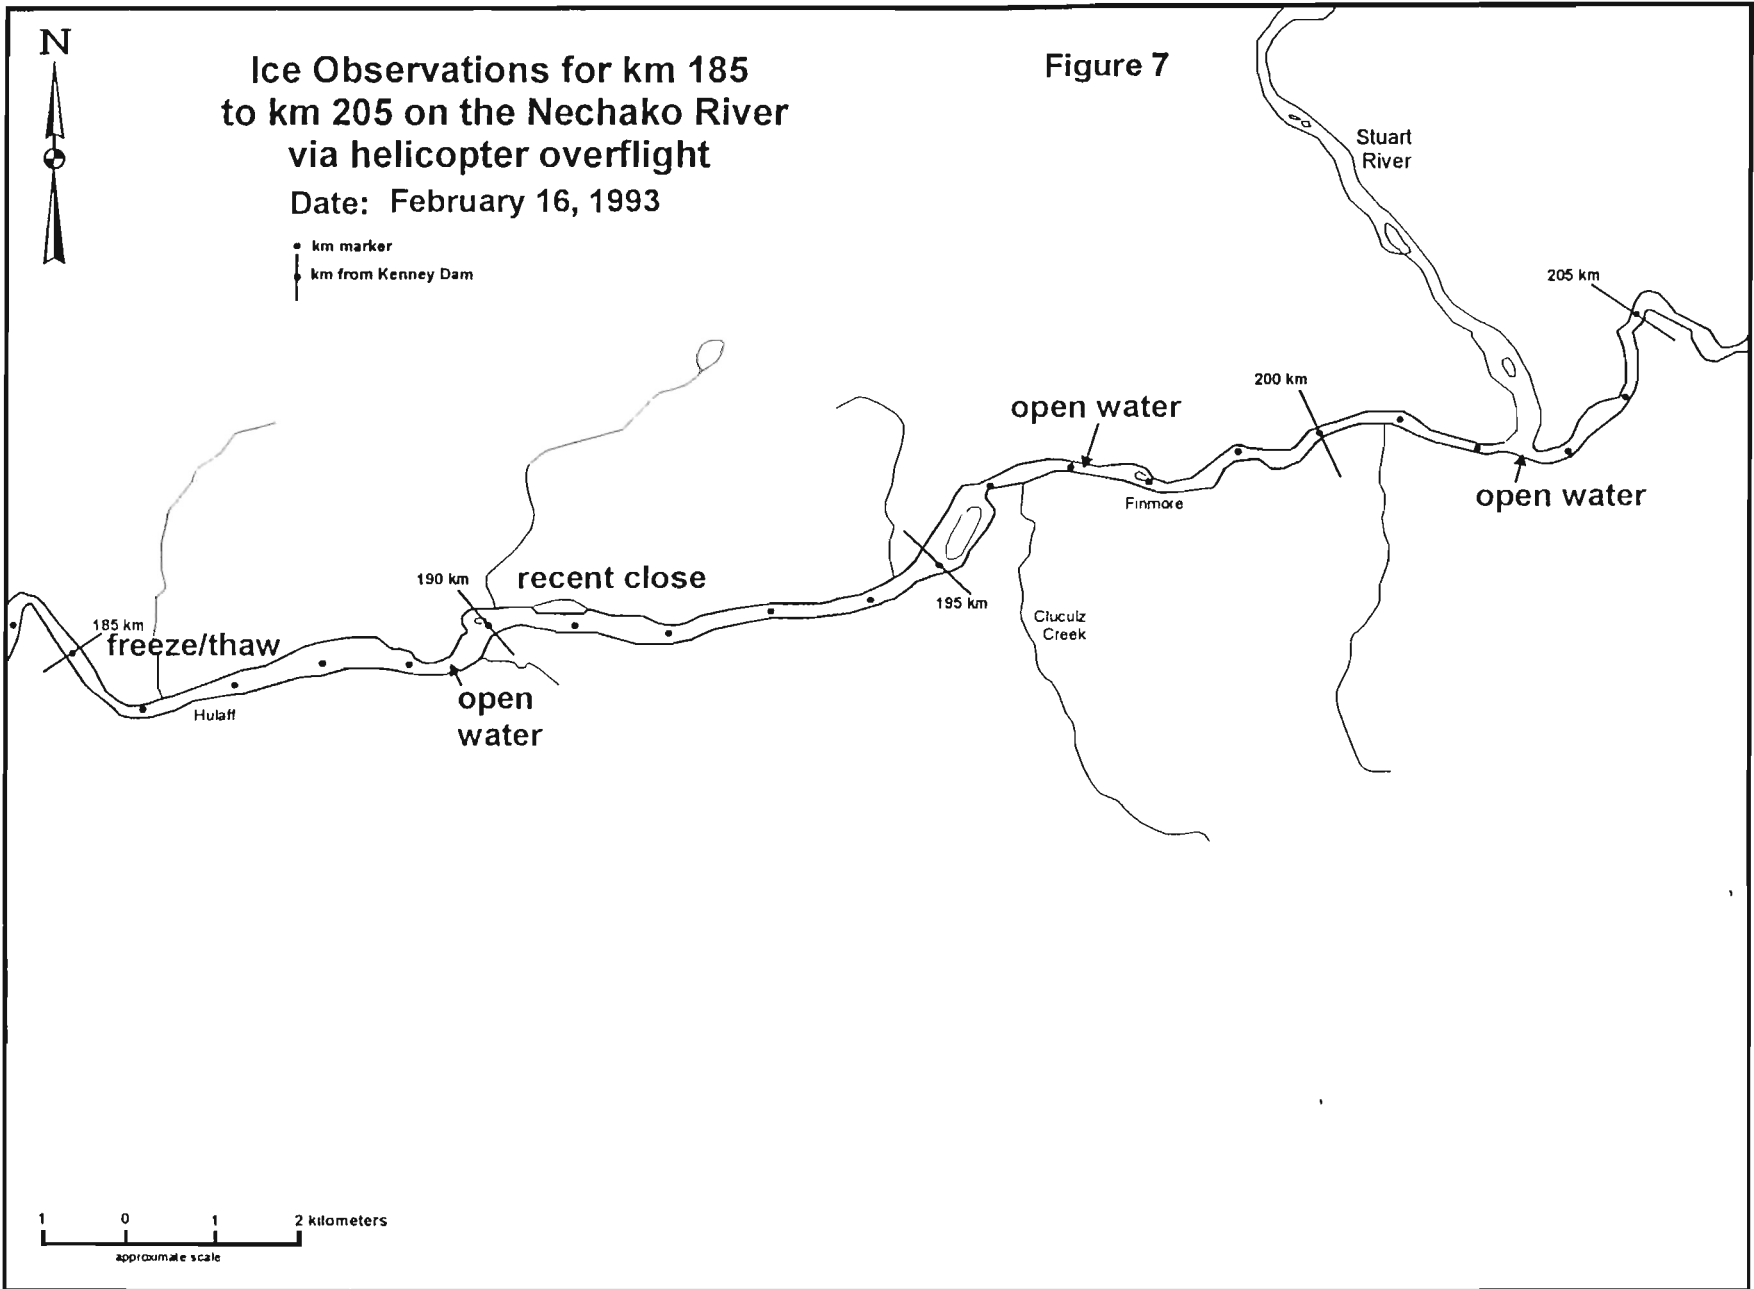 N
Ice Observations for km 185
to km 205 on the Nechako River
via helicopter overflight
Date: February 16, 1993
km marker
km from Kenney Dam
Figure 7
Stuart
River
205 km
200 km
open water
open water
Finmore
190 km
recent close
195 km
Cluculz
Creek
185 km
freeze/thaw
Hulatt
open
water
1 0 1 2 kilometers
approximate scale